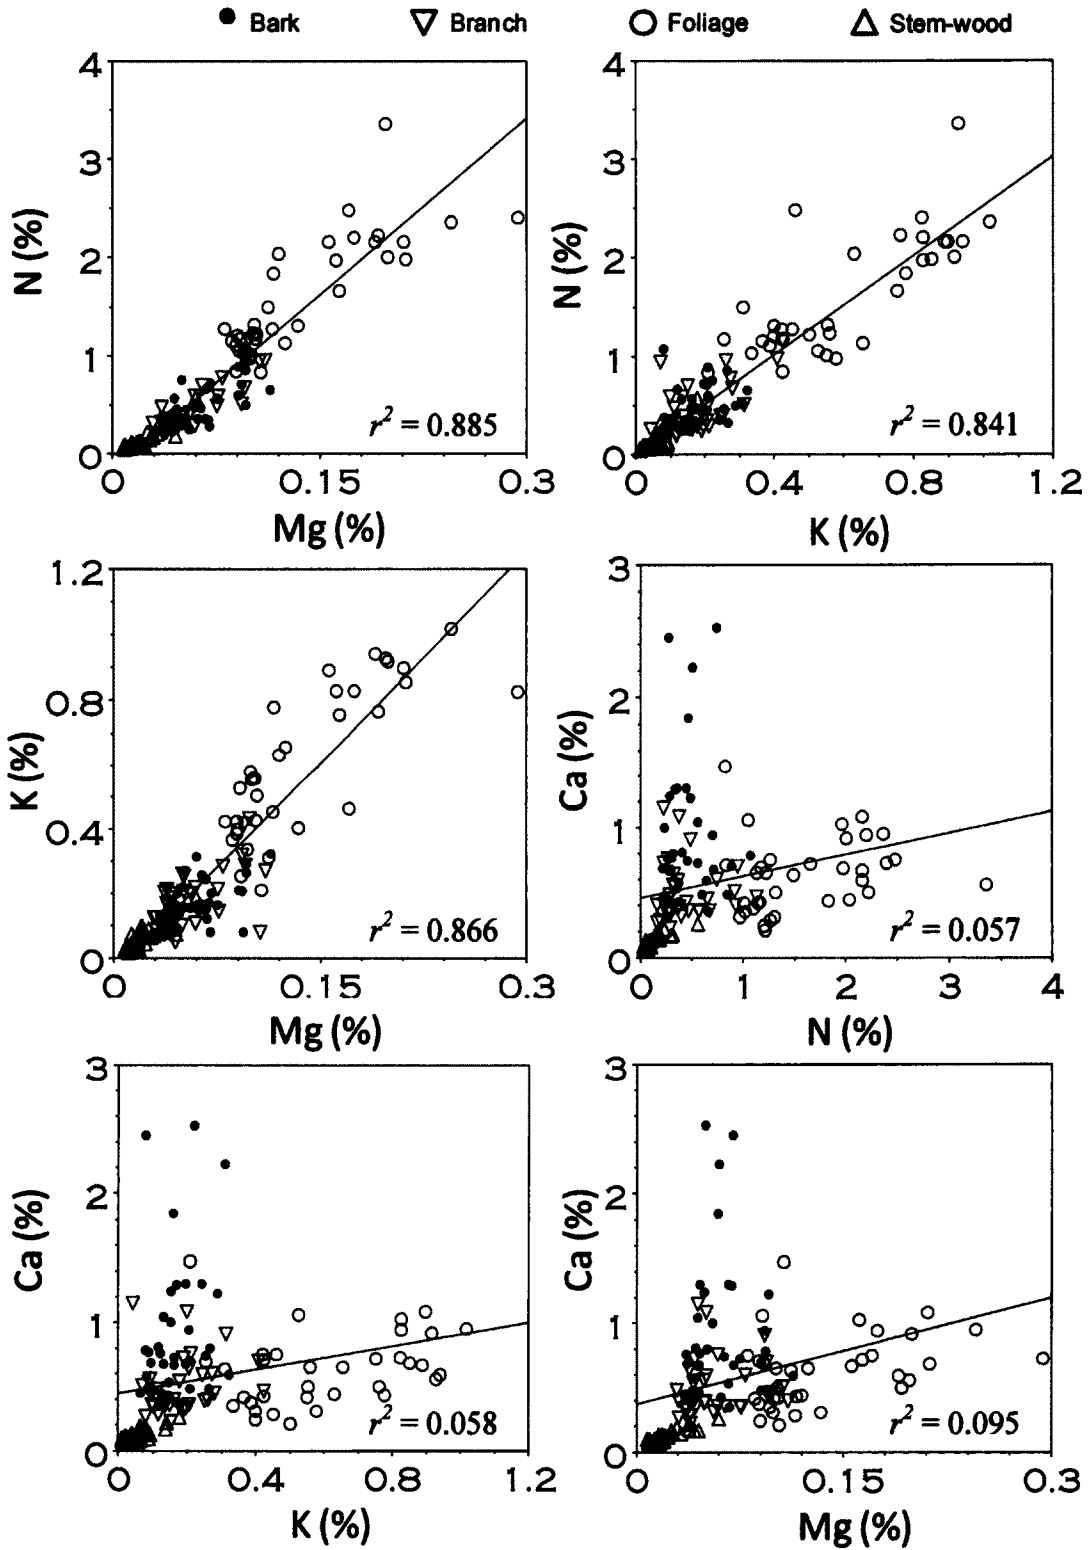 Bark Branch Foliage Stem-wood
4 4
3 3
N (%) N (%)
2 2
1 1
r² = 0.885 r² = 0.841
0 0
0 0.15 0.3 0 0.4 0.8 1.2
Mg (%) K (%)
1.2 3
0.8 2
K (%) Ca (%)
0.4 1
r² = 0.866 r² = 0.057
0 0
0 0.15 0.3 0 1 2 3 4
Mg (%) N (%)
3 3
2 2
Ca (%) Ca (%)
1 1
r² = 0.058 r² = 0.095
0 0
0 0.4 0.8 1.2 0 0.15 0.3
K (%) Mg (%)